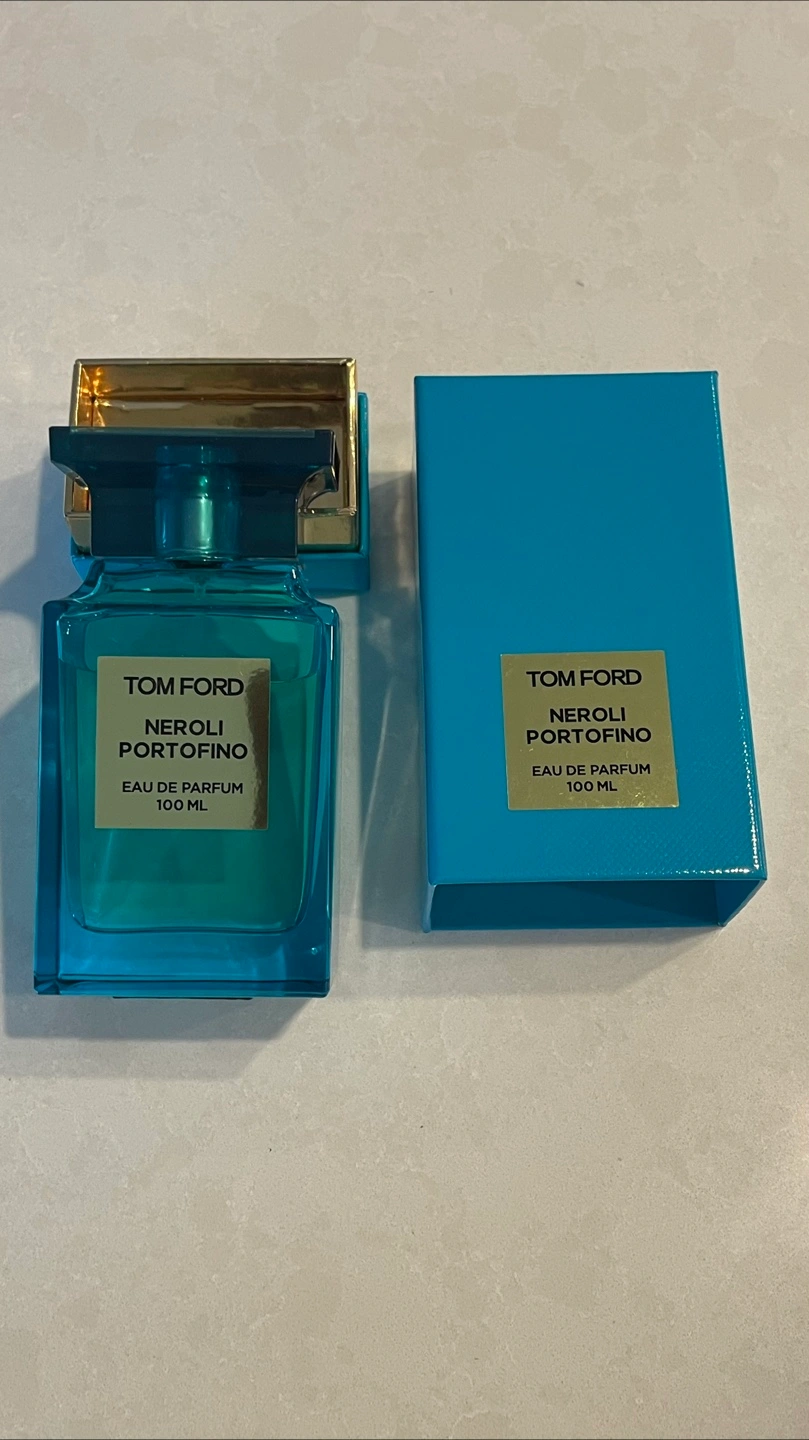 TOM FORD
NEROLI
PORTOFINO
EAU DE PARFUM
100 ML
TOM FORD
NEROLI
PORTOFINO
EAU DE PARFUM
100 ML